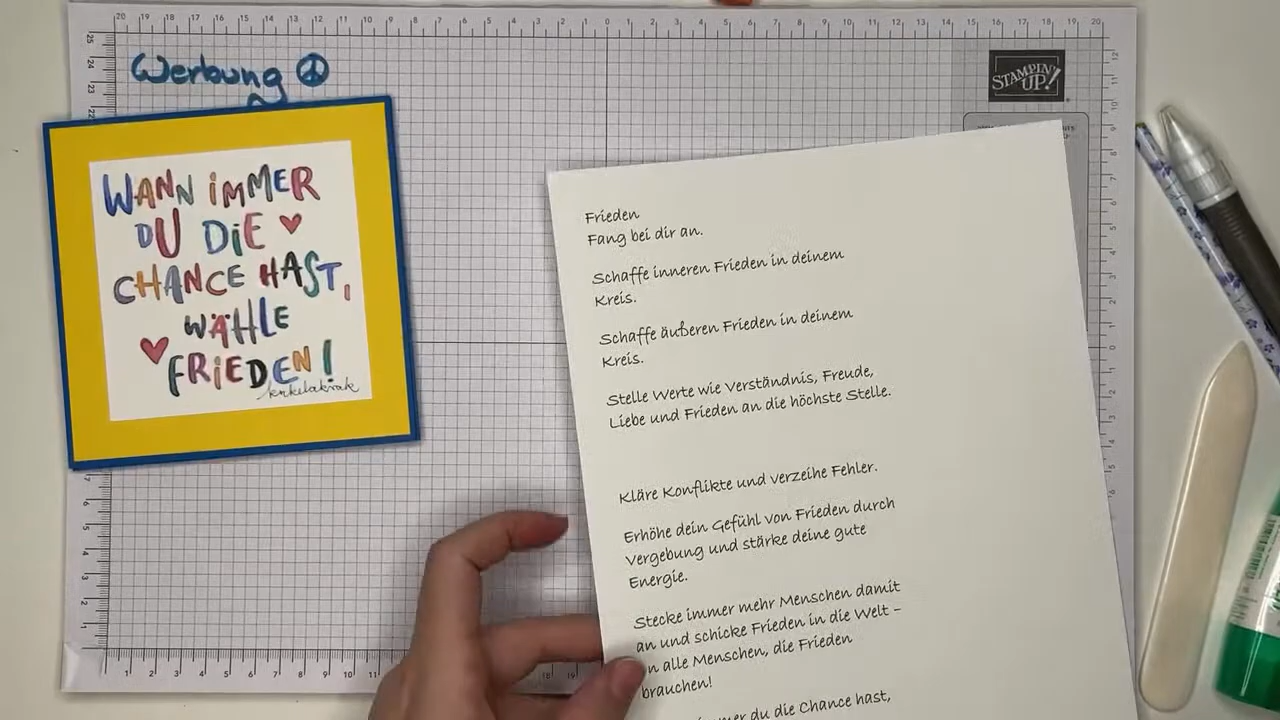 Werbung
STAMPIN' UP!
WANN IMMER
DU DIE
CHANCE HAST,
WÄHLE
FRIEDEN!
Frieden
Fang bei dir an.
Schaffe inneren Frieden in deinem
Kreis.
Schaffe äußeren Frieden in deinem
Kreis.
Stelle Werte wie Verständnis, Freude,
Liebe und Frieden an die höchste Stelle.
Kläre Konflikte und verzeihe Fehler.
Erhöhe dein Gefühl von Frieden durch
Vergebung und stärke deine gute
Energie.
Stecke immer mehr Menschen damit
an und schicke Frieden in die Welt –
an alle Menschen, die Frieden
brauchen!
du die Chance hast,